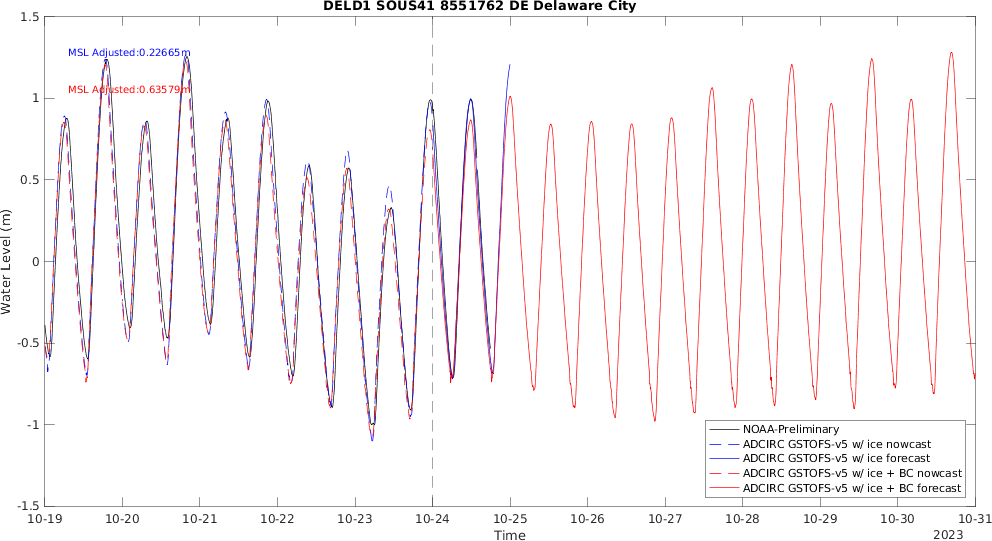 DELD1 SOUS41 8551762 DE Delaware City
MSL Adjusted:0.22665m
MSL Adjusted:0.63579m
Water Level (m)
1.5
1
0.5
0
-0.5
-1
-1.5
NOAA-Preliminary
ADCIRC GSTOFS-v5 w/ ice nowcast
ADCIRC GSTOFS-v5 w/ ice forecast
ADCIRC GSTOFS-v5 w/ ice + BC nowcast
ADCIRC GSTOFS-v5 w/ ice + BC forecast
10-19 10-20 10-21 10-22 10-23 10-24 10-25 10-26 10-27 10-28 10-29 10-30 10-31
Time
2023